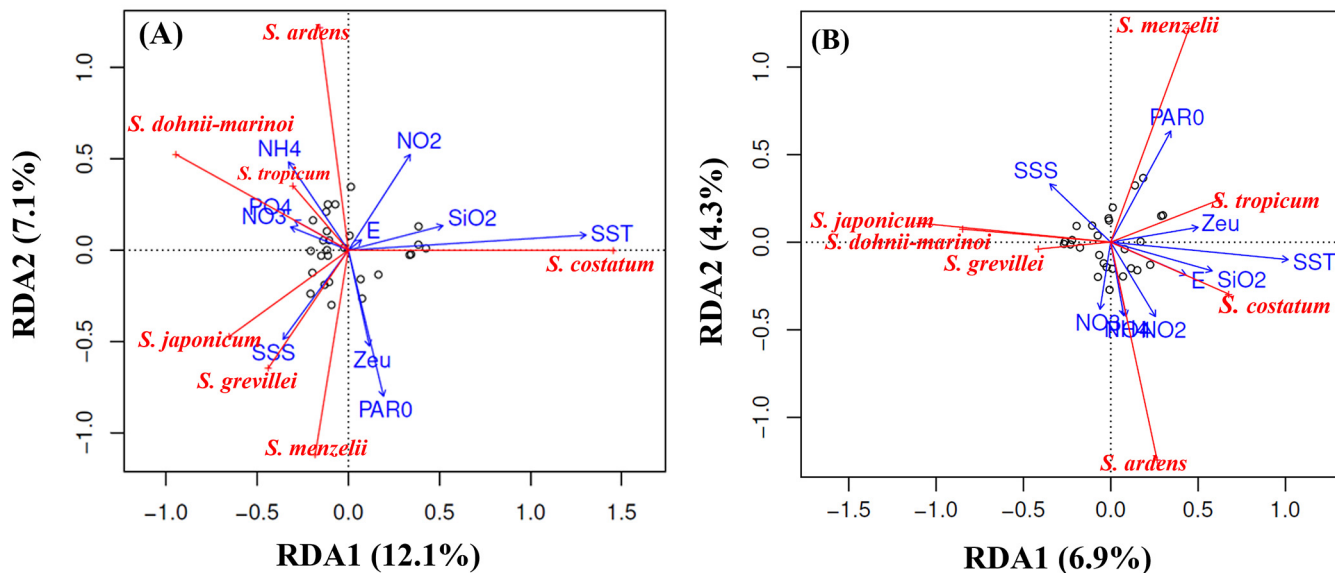 (A)
S. ardens
1.0
S. dohnii-marinoi
NH4
NO2
0.5
S. tropicum
PO4
NO3
E
SiO2
SST
0.0
S. costatum
S. japonicum
SSS
Zeu
-0.5
S. grevillei
PAR0
S. menzelii
-1.0
RDA2 (7.1%)
-1.0 -0.5 0.0 0.5 1.0 1.5
RDA1 (12.1%)
(B)
S. menzelii
1.0
PAR0
0.5
SSS
S. tropicum
S. japonicum
Zeu
0.0
S. dohnii-marinoi
S. grevillei
SST
SiO2
E
S. costatum
NO3
NH4
NO2
-0.5
-1.0
S. ardens
RDA2 (4.3%)
-1.5 -1.0 -0.5 0.0 0.5 1.0
RDA1 (6.9%)